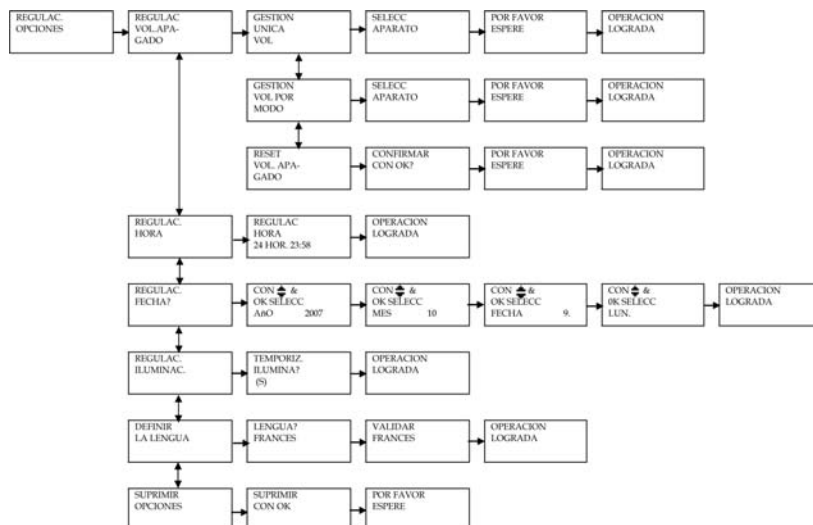 REGULAC.
OPCIONES
REGULAC
VOL.APA-
GADO
GESTION
UNICA
VOL
SELECC
APARATO
POR FAVOR
ESPERE
OPERACION
LOGRADA
GESTION
VOL POR
MODO
SELECC
APARATO
POR FAVOR
ESPERE
OPERACION
LOGRADA
RESET
VOL. APA-
GADO
CONFIRMAR
CON OK?
POR FAVOR
ESPERE
OPERACION
LOGRADA
REGULAC.
HORA
REGULAC
HORA
24 HOR. 23:58
OPERACION
LOGRADA
REGULAC.
FECHA?
CON &
OK SELECC
AñO 2007
CON &
OK SELECC
MES 10
CON &
OK SELECC
FECHA 9.
CON &
0K SELECC
LUN.
OPERACION
LOGRADA
REGULAC.
ILUMINAC.
TEMPORIZ.
ILUMINA?
(S)
OPERACION
LOGRADA
DEFINIR
LA LENGUA
LENGUA?
FRANCES
VALIDAR
FRANCES
OPERACION
LOGRADA
SUPRIMIR
OPCIONES
SUPRIMIR
CON OK
POR FAVOR
ESPERE